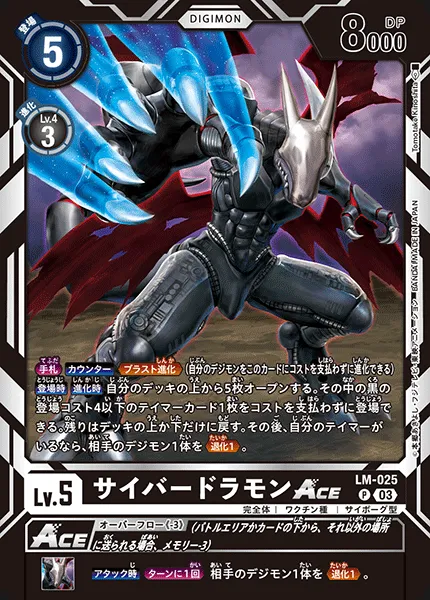 DIGIMON
登場
5
8000
DP
進化
Lv.4
3
Tomotake Kinoshita
BANDAI/MADE IN JAPAN
手札 カウンター ブラスト進化 (自分のデジモンをこのカードにコストを支払わずに進化できる)
登場時 進化時 自分のデッキの上から5枚オープンする。その中の黒の
登場コスト4以下のテイマーカード1枚をコストを支払わずに登場で
きる。残りはデッキの上か下だけに戻す。その後、自分のテイマーが
いるなら、相手のデジモン1体を 退化1 。
LM-025
P 03
Lv.5
サイバードラモン ACE
完全体 | ワクチン種 | サイボーグ型
ACE
オーバーフロー《-3》 (バトルエリアかカードの下から、それ以外の場所
に送られる場合、メモリー-3)
アタック時 ターンに1回 相手のデジモン1体を 退化1 。